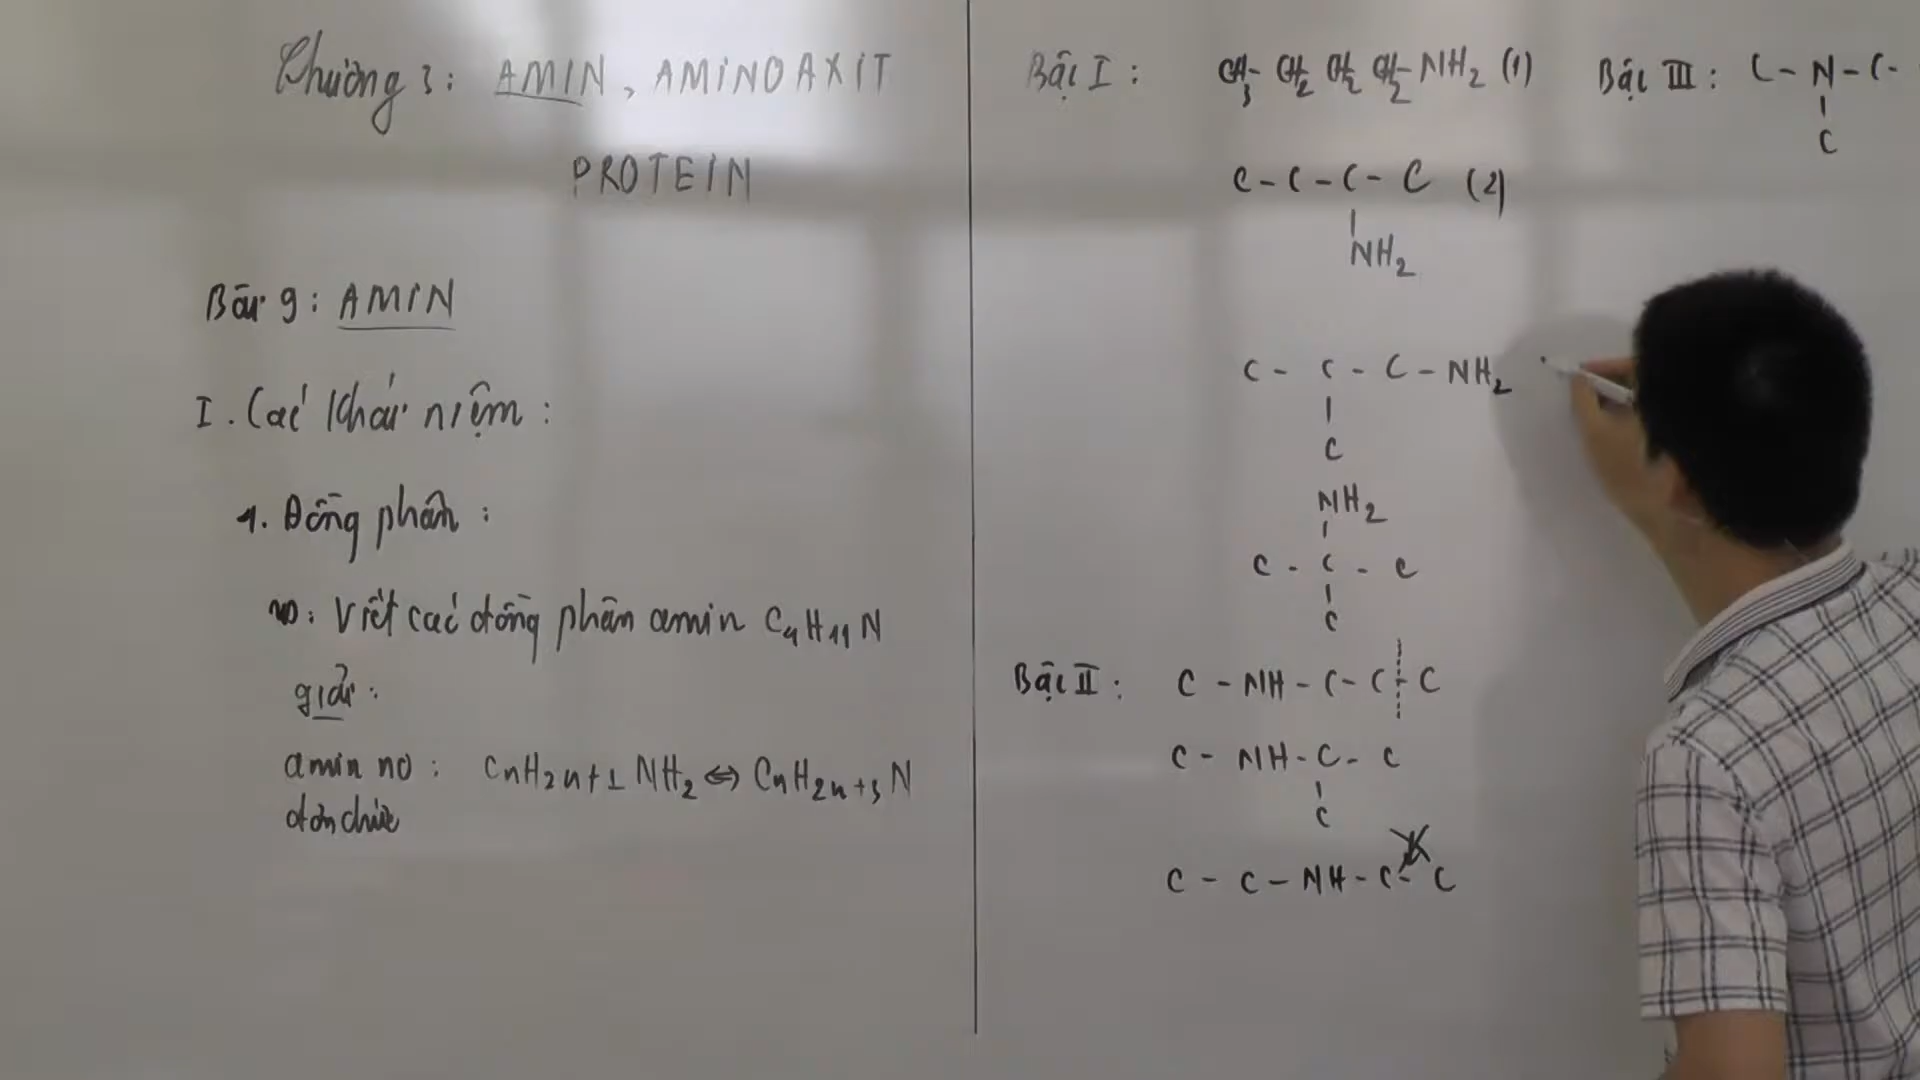 Chương 3: AMIN, AMINOAXIT
PROTEIN
Bài 9: AMIN
I. Các khái niệm:
1. Đồng phân:
VD: Viết các đồng phân amin C4H11N
giải:
amin no: CnH2n+1 NH2 ⇔ CnH2n+3N
đơn chức
Bậc I: CH3-CH2 CH2 CH2-NH2 (1)
C-C-C-C (2)
NH2
C-C-C-NH2
C
NH2
C-C-C
C
Bậc II: C-NH-C-C-C
C-NH-C-C
C
C-C-NH-C-C
Bậc III: C-N-C-
C